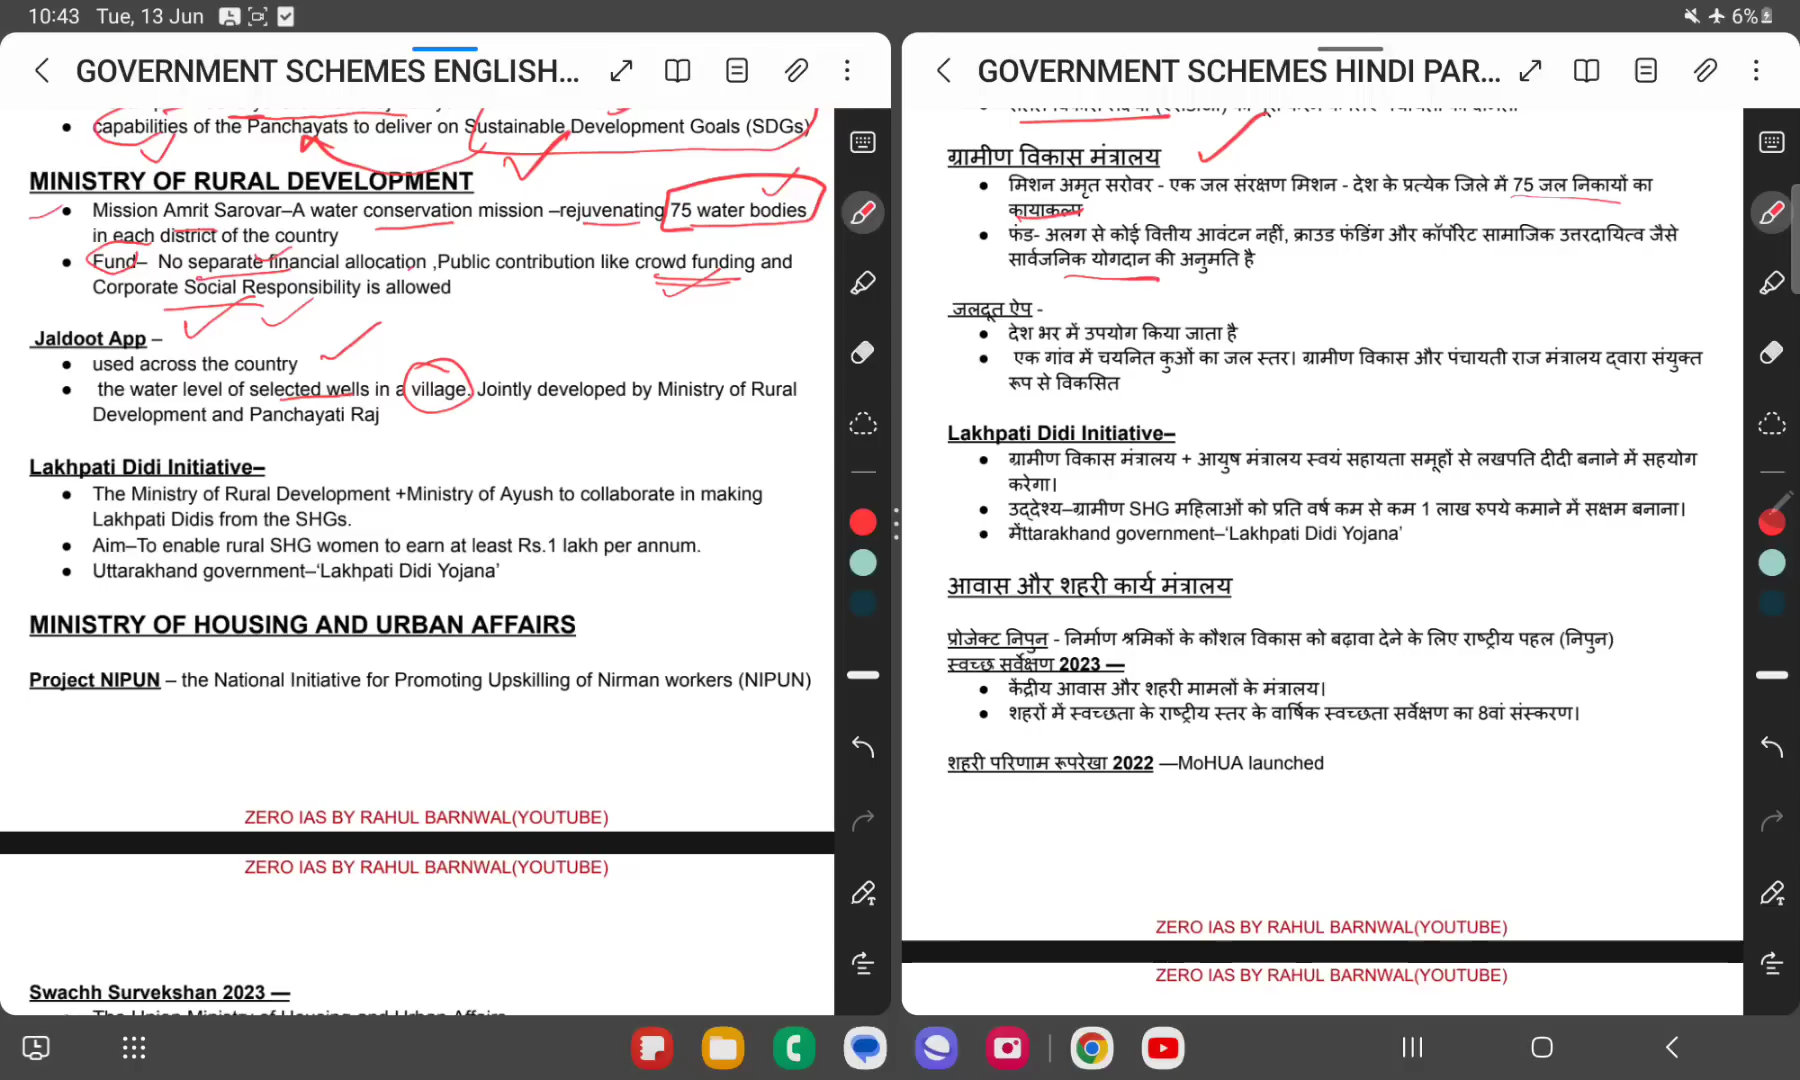 10:43 Tue, 13 Jun
6%
GOVERNMENT SCHEMES ENGLISH...
capabilities of the Panchayats to deliver on Sustainable Development Goals (SDGs)
MINISTRY OF RURAL DEVELOPMENT
● Mission Amrit Sarovar–A water conservation mission –rejuvenating 75 water bodies
in each district of the country
● Fund– No separate financial allocation ,Public contribution like crowd funding and
Corporate Social Responsibility is allowed
Jaldoot App –
● used across the country
● the water level of selected wells in a village. Jointly developed by Ministry of Rural
Development and Panchayati Raj
Lakhpati Didi Initiative–
● The Ministry of Rural Development +Ministry of Ayush to collaborate in making
Lakhpati Didis from the SHGs.
● Aim–To enable rural SHG women to earn at least Rs.1 lakh per annum.
● Uttarakhand government–‘Lakhpati Didi Yojana’
MINISTRY OF HOUSING AND URBAN AFFAIRS
Project NIPUN – the National Initiative for Promoting Upskilling of Nirman workers (NIPUN)
ZERO IAS BY RAHUL BARNWAL(YOUTUBE)
ZERO IAS BY RAHUL BARNWAL(YOUTUBE)
Swachh Survekshan 2023 —
The Union Ministry of Housing and Urban Affairs
GOVERNMENT SCHEMES HINDI PAR...
ग्रामीण विकास मंत्रालय
● मिशन अमृत सरोवर - एक जल संरक्षण मिशन - देश के प्रत्येक जिले में 75 जल निकायों का
कायाकल्प
● फंड- अलग से कोई वित्तीय आवंटन नहीं, क्राउड फंडिंग और कॉर्पोरेट सामाजिक उत्तरदायित्व जैसे
सार्वजनिक योगदान की अनुमति है
जलदूत ऐप -
● देश भर में उपयोग किया जाता है
● एक गांव में चयनित कुओं का जल स्तर। ग्रामीण विकास और पंचायती राज मंत्रालय द्वारा संयुक्त
रूप से विकसित
Lakhpati Didi Initiative–
● ग्रामीण विकास मंत्रालय + आयुष मंत्रालय स्वयं सहायता समूहों से लखपति दीदी बनाने में सहयोग
करेगा।
● उद्देश्य–ग्रामीण SHG महिलाओं को प्रति वर्ष कम से कम 1 लाख रुपये कमाने में सक्षम बनाना।
● मेंttarakhand government–‘Lakhpati Didi Yojana’
आवास और शहरी कार्य मंत्रालय
प्रोजेक्ट निपुन - निर्माण श्रमिकों के कौशल विकास को बढ़ावा देने के लिए राष्ट्रीय पहल (निपुन)
स्वच्छ सर्वेक्षण 2023 —
● केंद्रीय आवास और शहरी मामलों के मंत्रालय।
● शहरों में स्वच्छता के राष्ट्रीय स्तर के वार्षिक स्वच्छता सर्वेक्षण का 8वां संस्करण।
शहरी परिणाम रूपरेखा 2022 —MoHUA launched
ZERO IAS BY RAHUL BARNWAL(YOUTUBE)
ZERO IAS BY RAHUL BARNWAL(YOUTUBE)